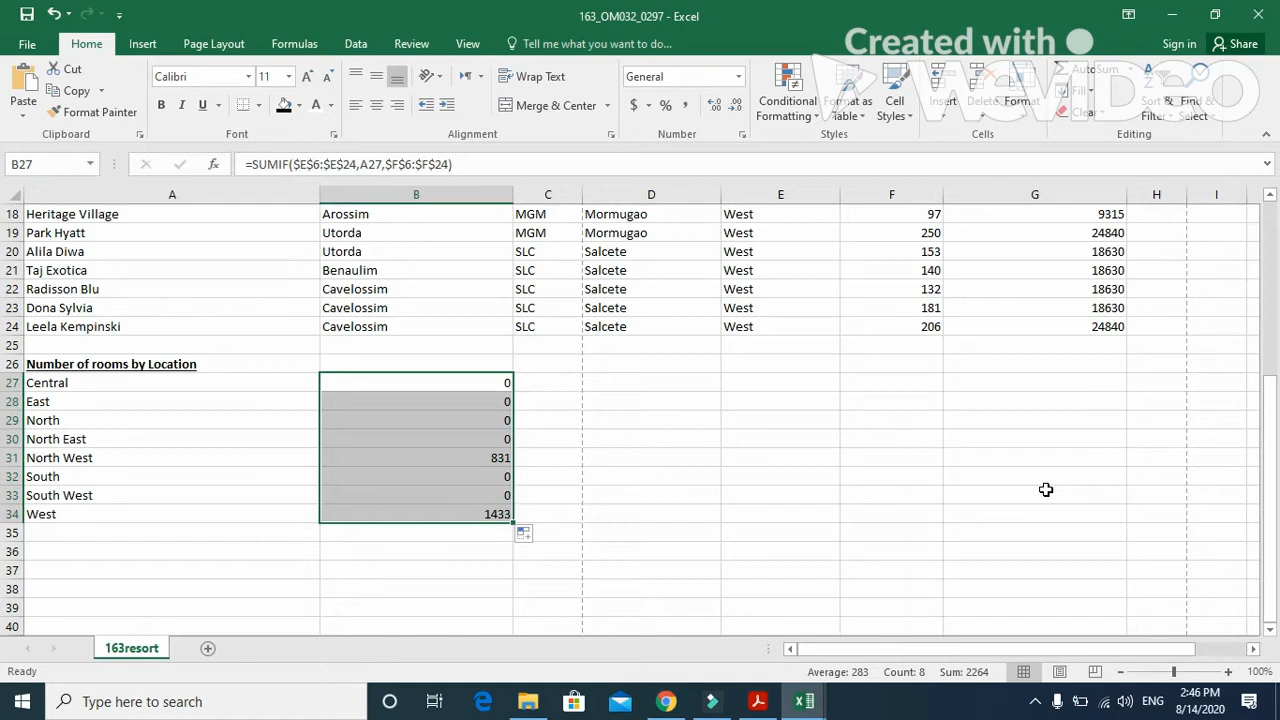 163_OM032_0297 - Excel
Created with
WEVIDEO
File Home Insert Page Layout Formulas Data Review View Tell me what you want to do... Sign in Share
Paste
Cut
Copy
Format Painter
Clipboard
Calibri 11
B I U
Font
Wrap Text
Merge & Center
Alignment
General
$ % ,
Number
Conditional Formatting
Format as Table
Cell Styles
Styles
Insert Delete Format
Cells
AutoSum
Fill
Clear
Sort & Filter
Find & Select
Editing
B27 fx =SUMIF($E$6:$E$24,A27,$F$6:$F$24)
A B C D E F G H I
18 Heritage Village Arossim MGM Mormugao West 97 9315
19 Park Hyatt Utorda MGM Mormugao West 250 24840
20 Alila Diwa Utorda SLC Salcete West 153 18630
21 Taj Exotica Benaulim SLC Salcete West 140 18630
22 Radisson Blu Cavelossim SLC Salcete West 132 18630
23 Dona Sylvia Cavelossim SLC Salcete West 181 18630
24 Leela Kempinski Cavelossim SLC Salcete West 206 24840
25
26 Number of rooms by Location
27 Central 0
28 East 0
29 North 0
30 North East 0
31 North West 831
32 South 0
33 South West 0
34 West 1433
35
36
37
38
39
40
163resort
Ready Average: 283 Count: 8 Sum: 2264 100%
Type here to search
ENG
2:46 PM
8/14/2020